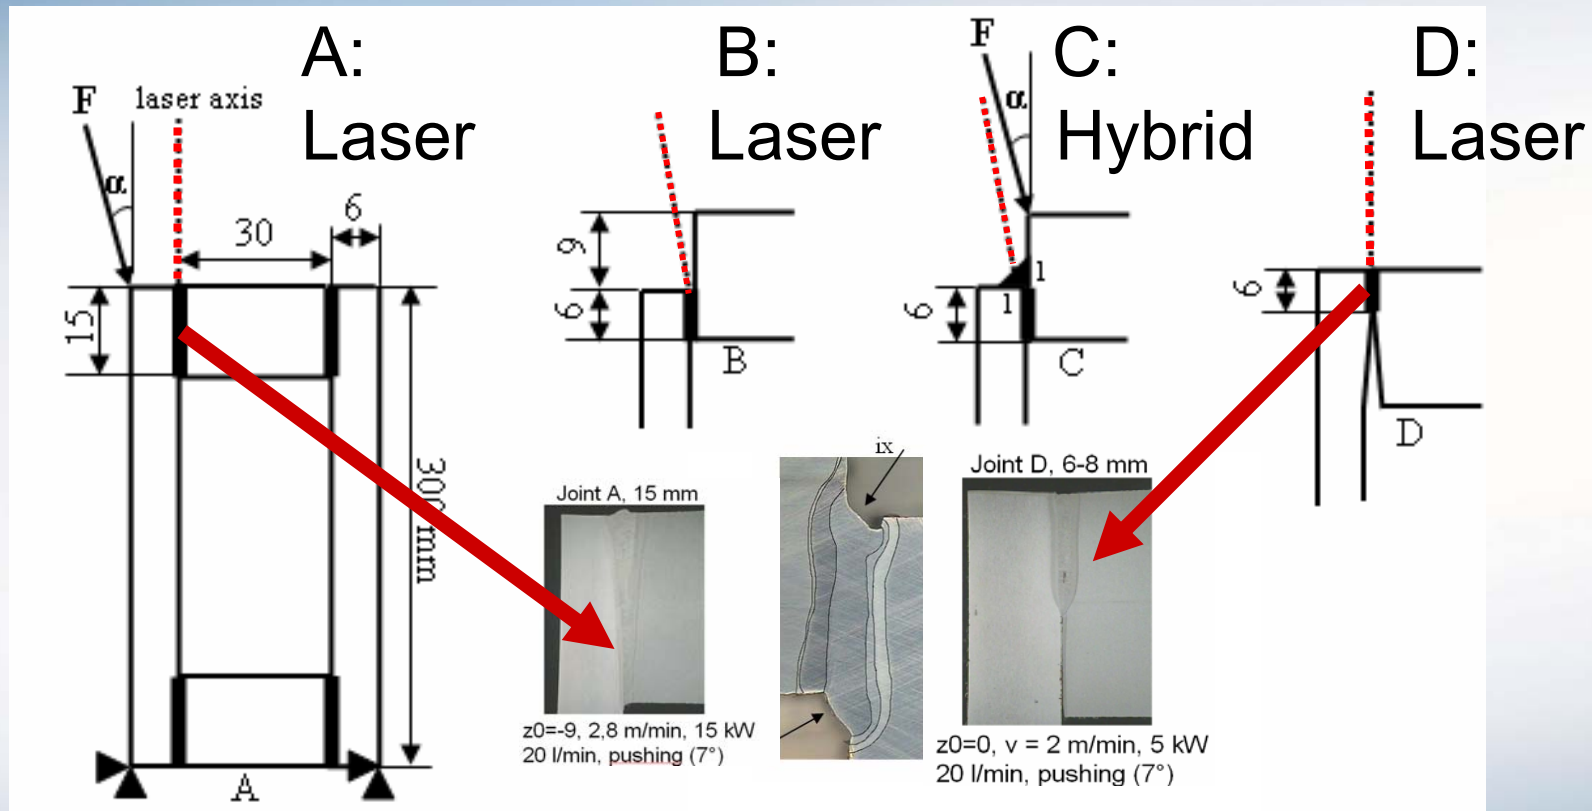 A:
Laser
B:
Laser
C:
Hybrid
D:
Laser
F
laser axis
α
30
6
15
300 mm
A
9
6
B
F
α
1
1
6
C
6
D
Joint A, 15 mm
z0=-9, 2,8 m/min, 15 kW
20 l/min, pushing (7°)
ix
Joint D, 6-8 mm
z0=0, v = 2 m/min, 5 kW
20 l/min, pushing (7°)